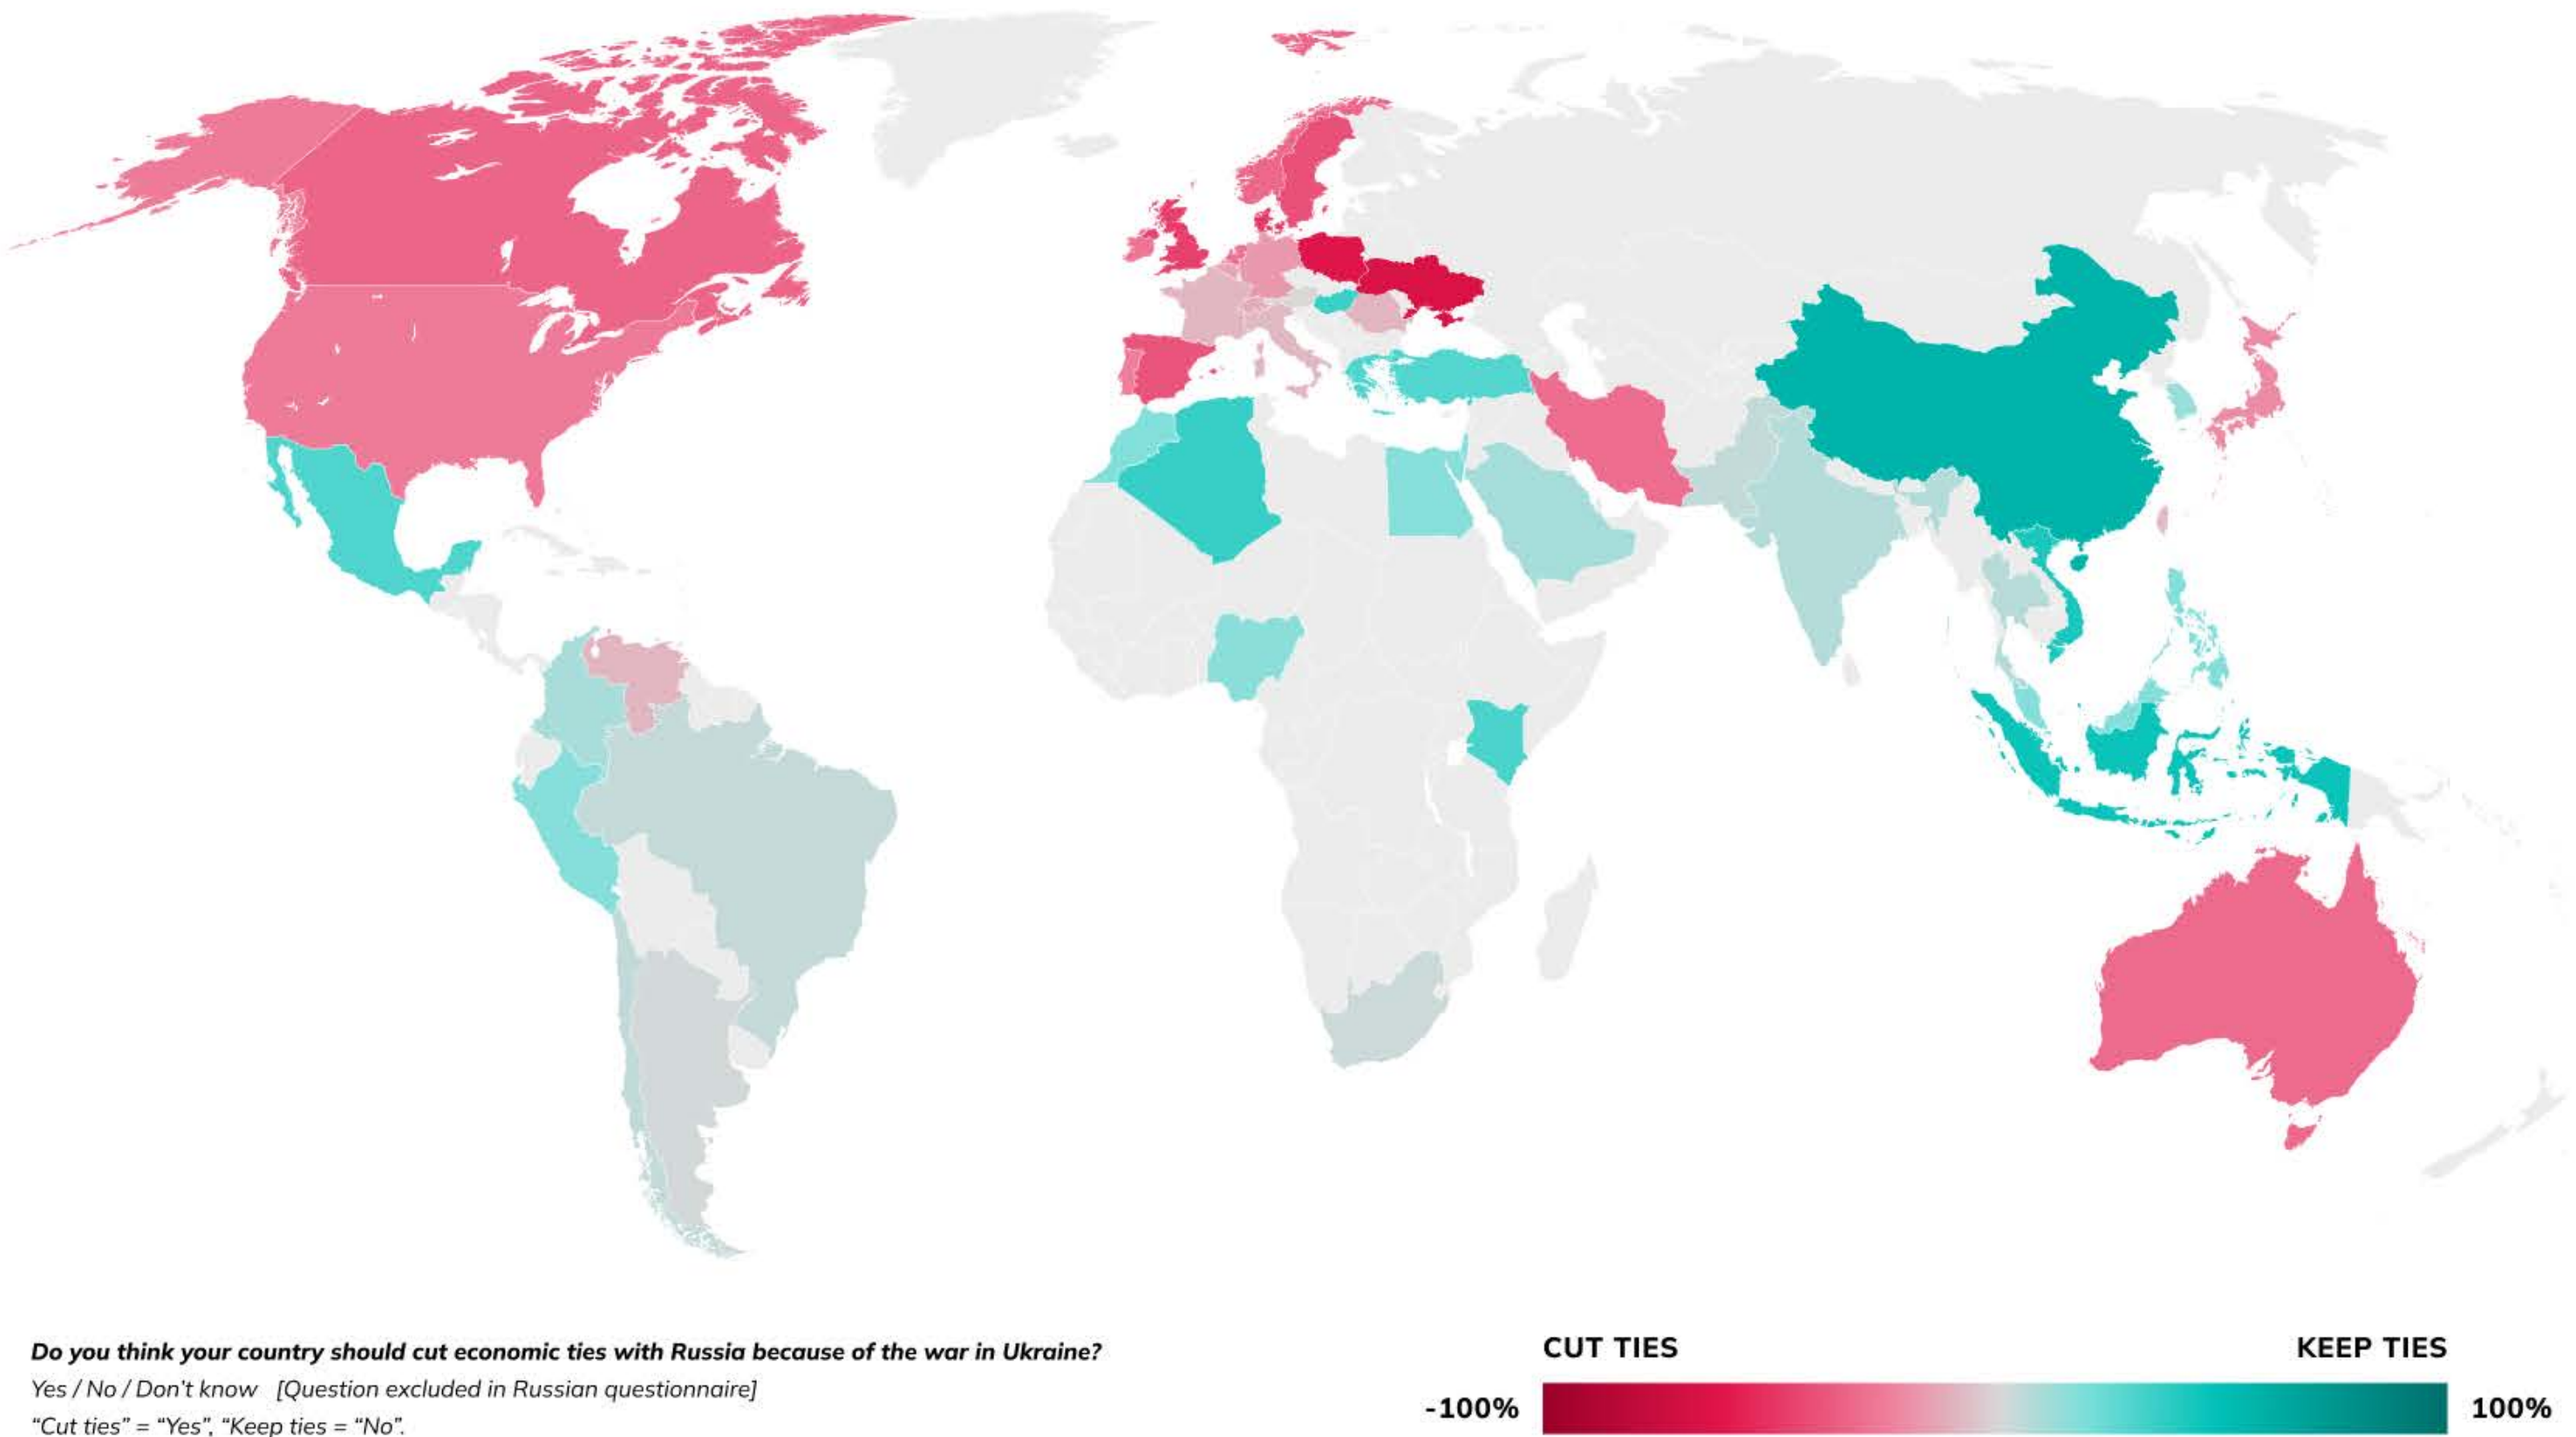 Do you think your country should cut economic ties with Russia because of the war in Ukraine?
Yes / No / Don't know [Question excluded in Russian questionnaire]
“Cut ties” = “Yes”, “Keep ties = “No”.
CUT TIES
KEEP TIES
-100%
100%